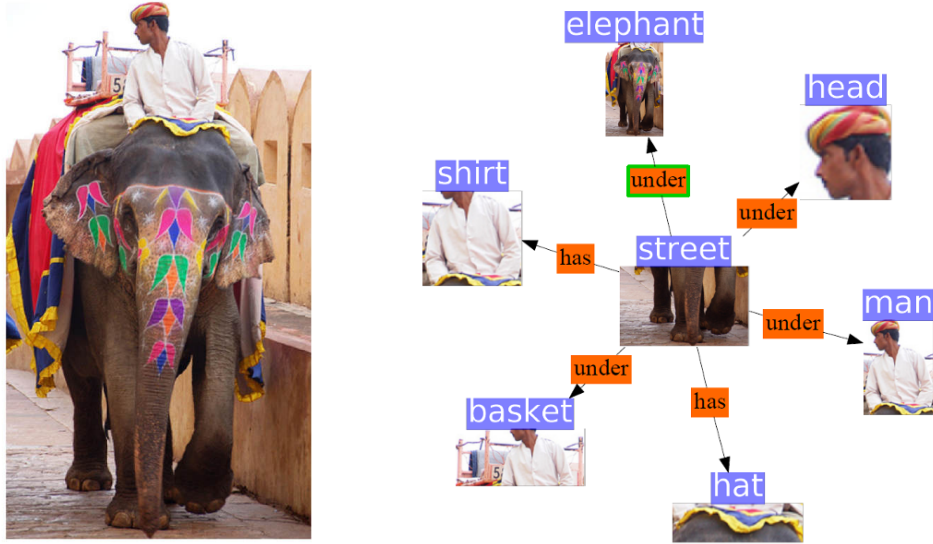 elephant
head
under
shirt
under
street
has
man
under
under
basket
has
hat